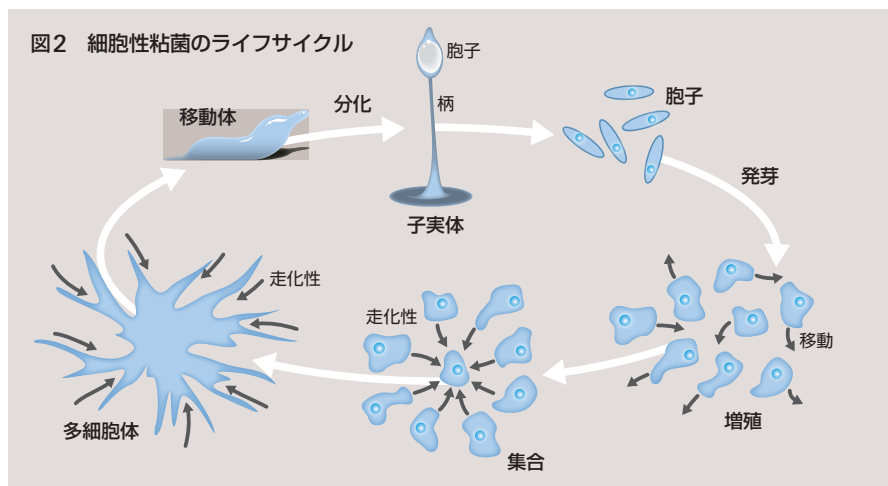 図2　細胞性粘菌のライフサイクル
移動体
分化
胞子
柄
子実体
胞子
発芽
移動
増殖
走化性
集合
走化性
多細胞体